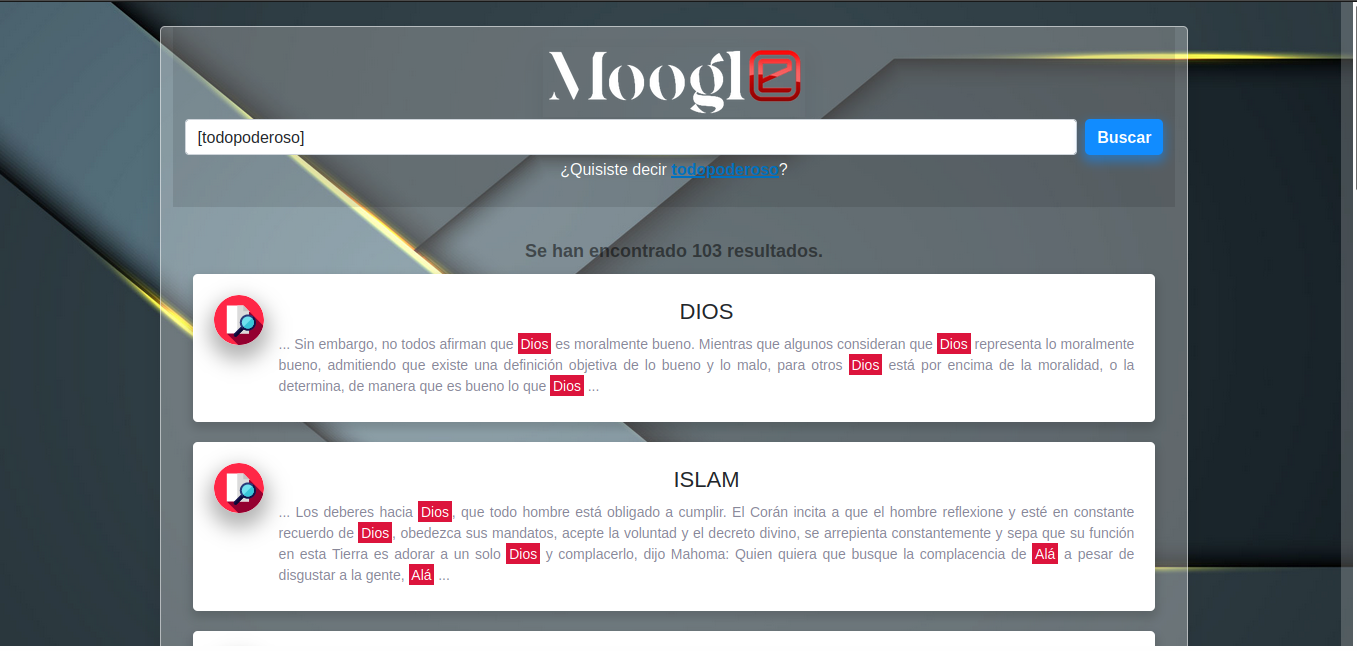 Moogle
[todopoderoso]
Buscar
¿Quisiste decir todopoderoso?
Se han encontrado 103 resultados.
DIOS
... Sin embargo, no todos afirman que Dios es moralmente bueno. Mientras que algunos consideran que Dios representa lo moralmente
bueno, admitiendo que existe una definición objetiva de lo bueno y lo malo, para otros Dios está por encima de la moralidad, o la
determina, de manera que es bueno lo que Dios ...
ISLAM
... Los deberes hacia Dios, que todo hombre está obligado a cumplir. El Corán incita a que el hombre reflexione y esté en constante
recuerdo de Dios, obedezca sus mandatos, acepte la voluntad y el decreto divino, se arrepienta constantemente y sepa que su función
en esta Tierra es adorar a un solo Dios y complacerlo, dijo Mahoma: Quien quiera que busque la complacencia de Alá a pesar de
disgustar a la gente, Alá ...